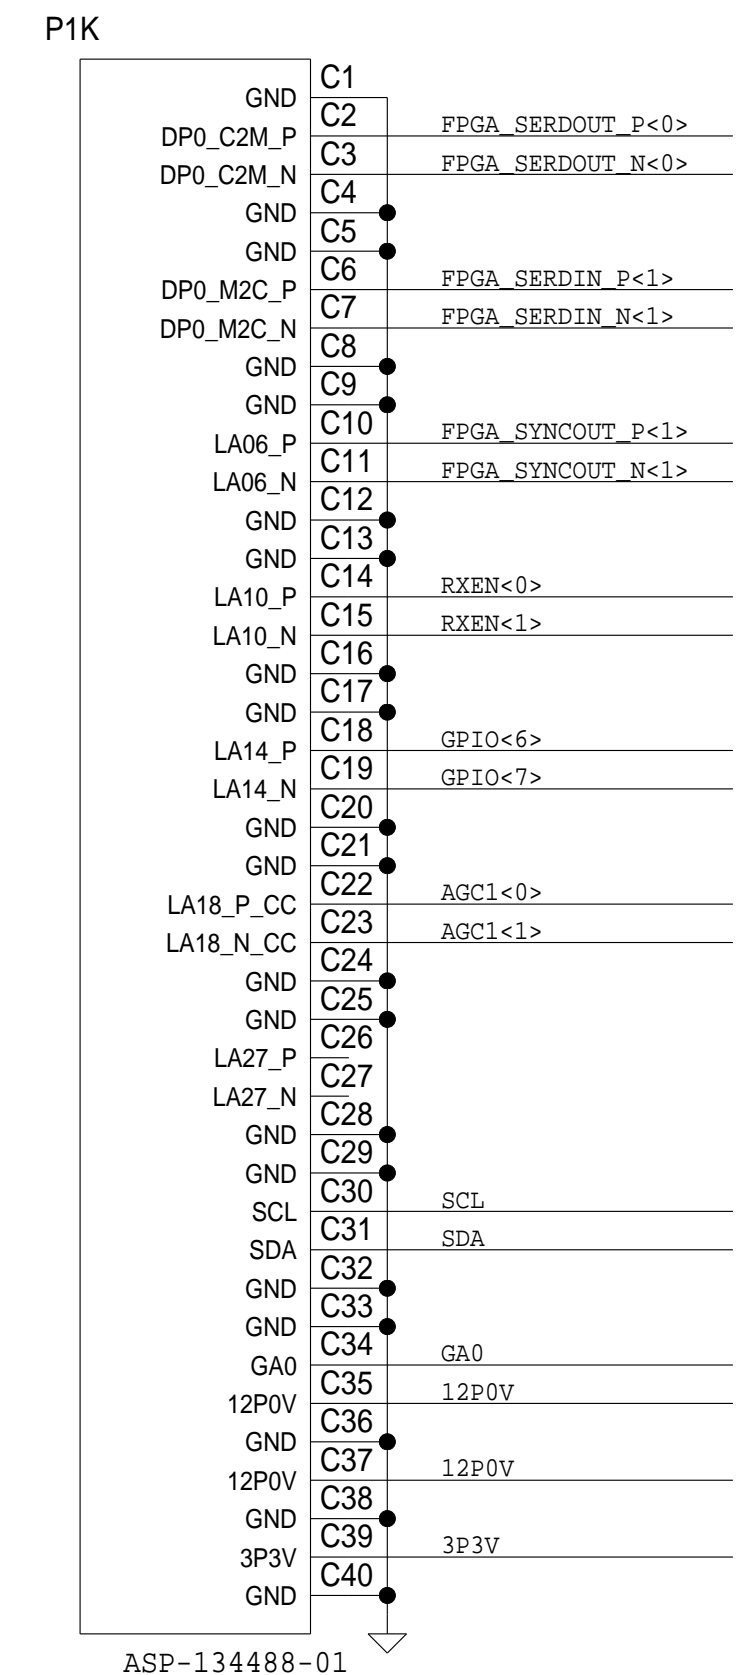 P1K
C1
GND
C2 FPGA_SERDOUT_P<0>
DP0_C2M_P
C3 FPGA_SERDOUT_N<0>
DP0_C2M_N
C4
GND
C5
GND
C6 FPGA_SERDIN_P<1>
DP0_M2C_P
C7 FPGA_SERDIN_N<1>
DP0_M2C_N
C8
GND
C9
GND
C10 FPGA_SYNCOUT_P<1>
LA06_P
C11 FPGA_SYNCOUT_N<1>
LA06_N
C12
GND
C13
GND
C14 RXEN<0>
LA10_P
C15 RXEN<1>
LA10_N
C16
GND
C17
GND
C18 GPIO<6>
LA14_P
C19 GPIO<7>
LA14_N
C20
GND
C21
GND
C22 AGC1<0>
LA18_P_CC
C23 AGC1<1>
LA18_N_CC
C24
GND
C25
GND
C26
LA27_P
C27
LA27_N
C28
GND
C29
GND
C30 SCL
SCL
C31 SDA
SDA
C32
GND
C33
GND
C34 GA0
GA0
C35 12P0V
12P0V
C36
GND
C37 12P0V
12P0V
C38
GND
C39 3P3V
3P3V
C40
GND
ASP-134488-01